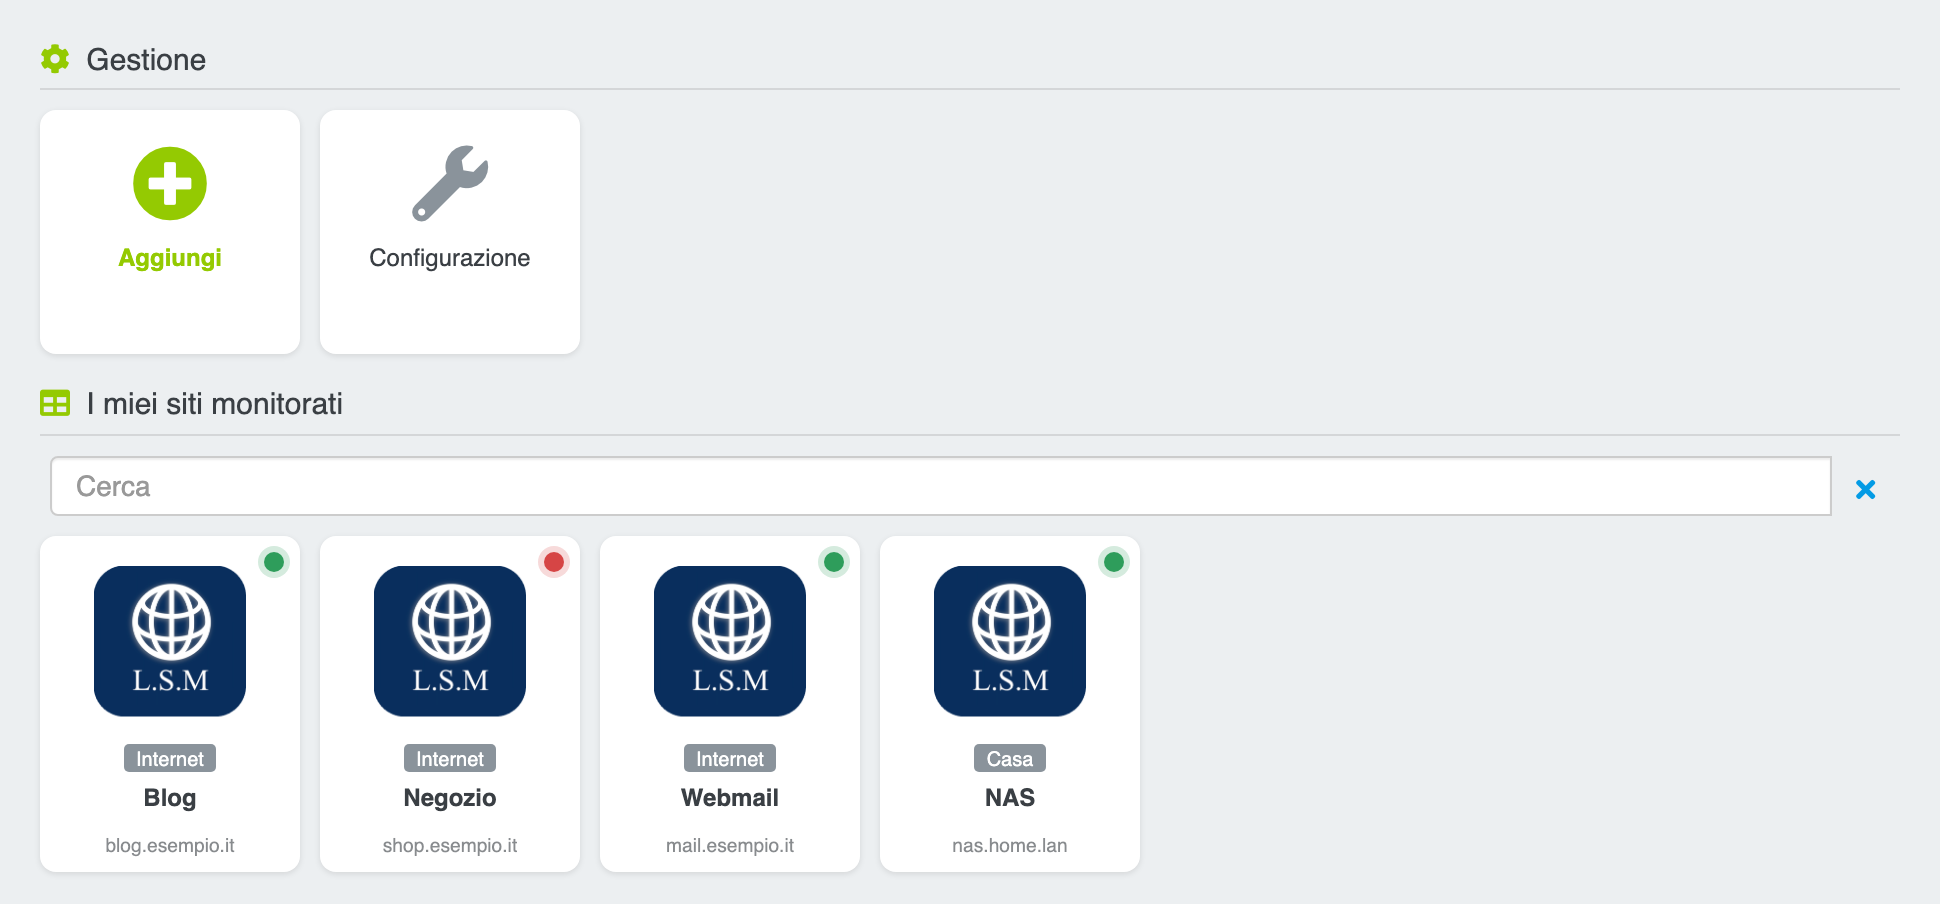 Gestione
Aggiungi
Configurazione
I miei siti monitorati
Cerca
L.S.M
Internet
Blog
blog.esempio.it
L.S.M
Internet
Negozio
shop.esempio.it
L.S.M
Internet
Webmail
mail.esempio.it
L.S.M
Casa
NAS
nas.home.lan